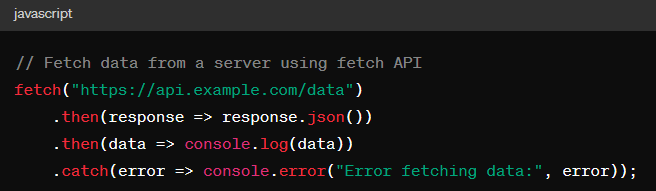 javascript
// Fetch data from a server using fetch API
fetch("https://api.example.com/data")
    .then(response => response.json())
    .then(data => console.log(data))
    .catch(error => console.error("Error fetching data:", error));